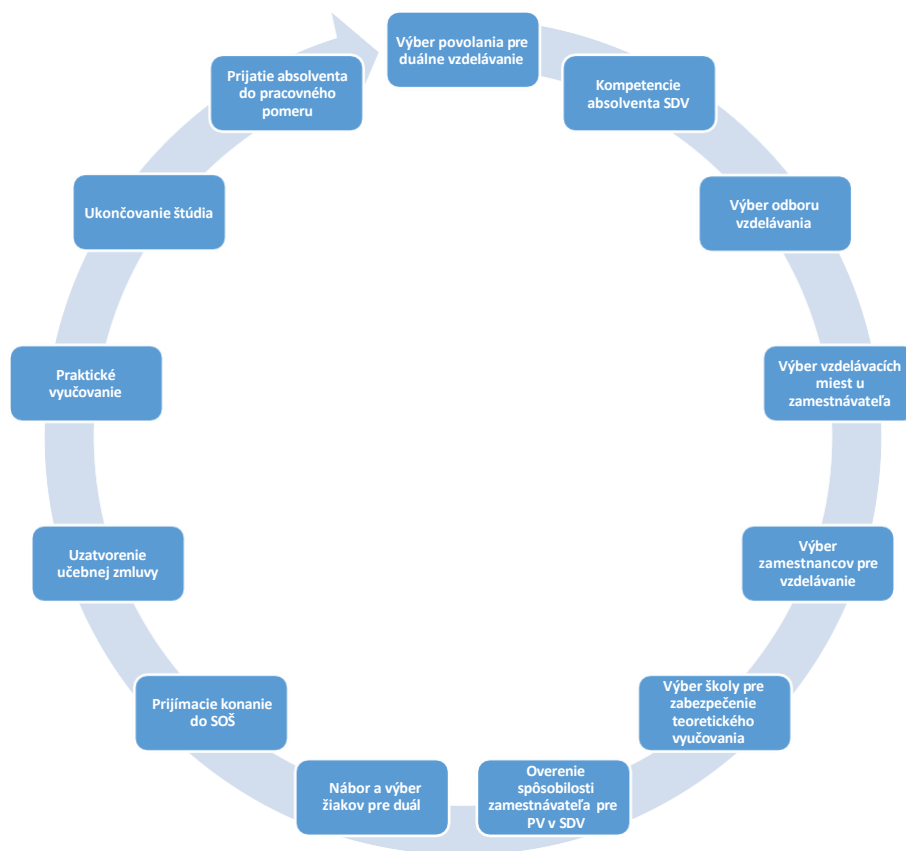 Výber povolania pre
duálne vzdelávanie
Kompetencie
absolventa SDV
Výber odboru
vzdelávania
Výber vzdelávacích
miest u
zamestnávateľa
Výber
zamestnancov pre
vzdelávanie
Výber školy pre
zabezpečenie
teoretického
vyučovania
Overenie
spôsobilosti
zamestnávateľa pre
PV v SDV
Nábor a výber
žiakov pre duál
Prijímacie konanie
do SOŠ
Uzatvorenie
učebnej zmluvy
Praktické
vyučovanie
Ukončovanie štúdia
Prijatie absolventa
do pracovného
pomeru